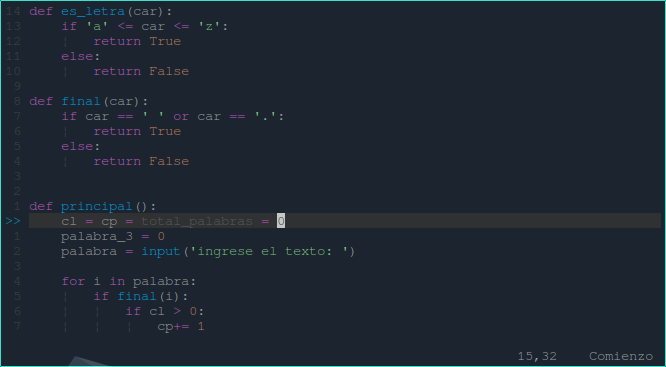 14 def es_letra(car):
13     if 'a' <= car <= 'z':
12         return True
11     else:
10         return False
9
8 def final(car):
7     if car == ' ' or car == '.':
6         return True
5     else:
4         return False
3
2
1 def principal():
>>     cl = cp = total_palabras = 0
1     palabra_3 = 0
2     palabra = input('ingrese el texto: ')
3
4     for i in palabra:
5         if final(i):
6             if cl > 0:
7                 cp+= 1
15,32 Comienzo